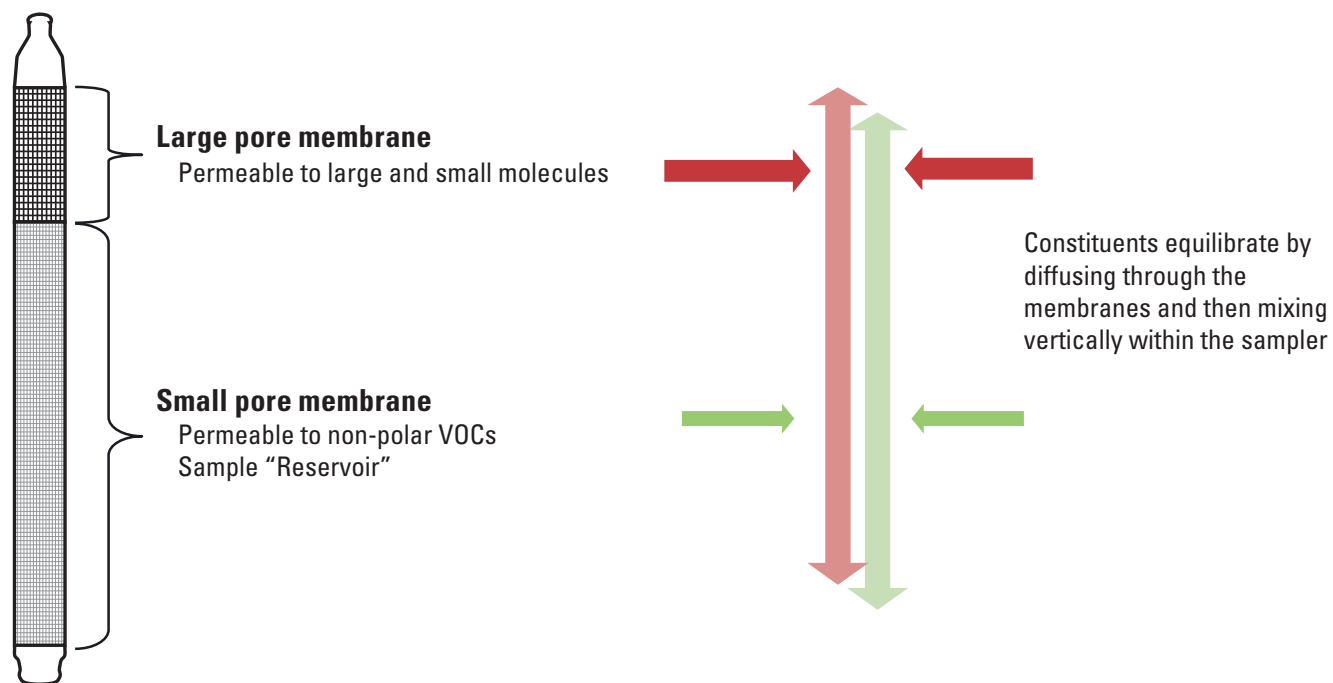 Large pore membrane
Permeable to large and small molecules
Constituents equilibrate by
diffusing through the
membranes and then mixing
vertically within the sampler
Small pore membrane
Permeable to non-polar VOCs
Sample “Reservoir”